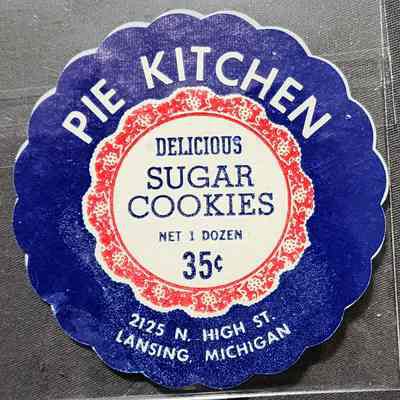 PIE KITCHEN
DELICIOUS
SUGAR
COOKIES
NET 1 DOZEN
35¢
2125 N. HIGH ST.
LANSING, MICHIGAN